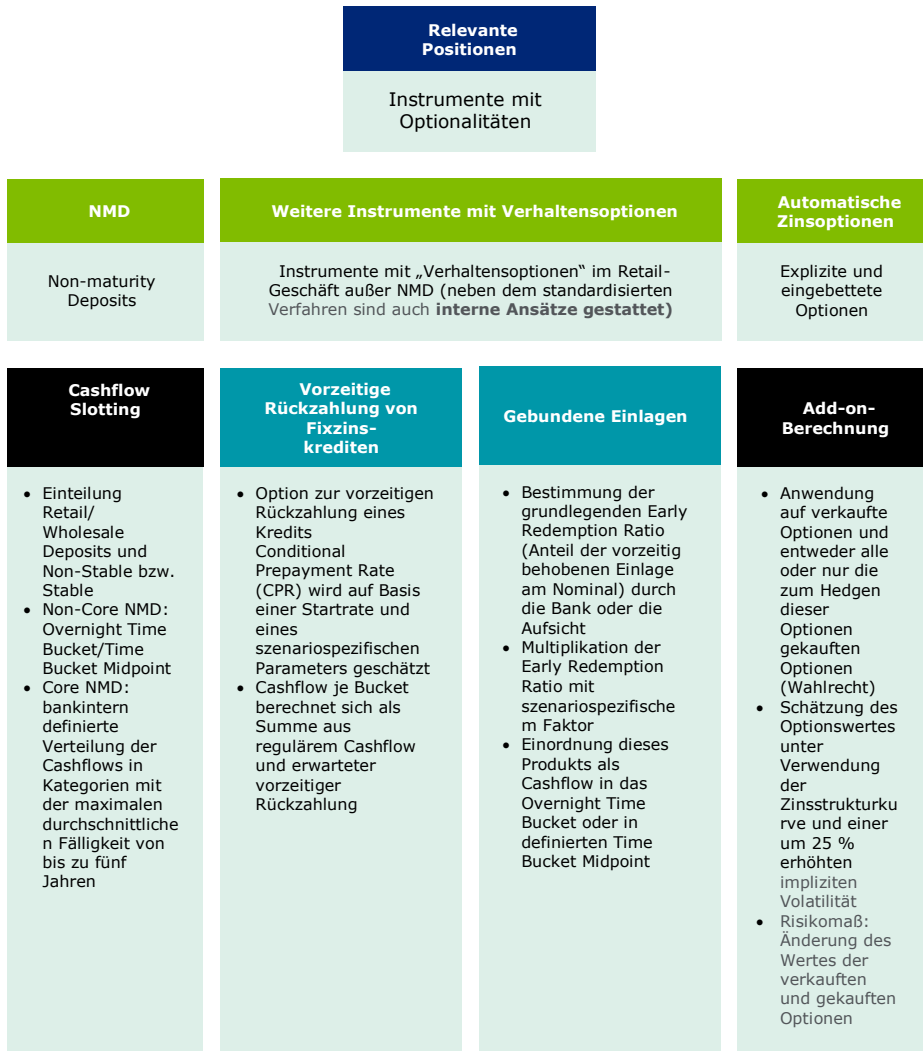 Relevante
Positionen
Instrumente mit
Optionalitäten
NMD
Non-maturity
Deposits
Weitere Instrumente mit Verhaltensoptionen
Instrumente mit „Verhaltensoptionen“ im Retail-
Geschäft außer NMD (neben dem standardisierten
Verfahren sind auch interne Ansätze gestattet)
Automatische
Zinsoptionen
Explizite und
eingebettete
Optionen
Cashflow
Slotting
• Einteilung
Retail/
Wholesale
Deposits und
Non-Stable bzw.
Stable
• Non-Core NMD:
Overnight Time
Bucket/Time
Bucket Midpoint
• Core NMD:
bankintern
definierte
Verteilung der
Cashflows in
Kategorien mit
der maximalen
durchschnittliche
n Fälligkeit von
bis zu fünf
Jahren
Vorzeitige
Rückzahlung von
Fixzins-
krediten
• Option zur vorzeitigen
Rückzahlung eines
Kredits
Conditional
Prepayment Rate
(CPR) wird auf Basis
einer Startrate und
eines
szenariospezifischen
Parameters geschätzt
• Cashflow je Bucket
berechnet sich als
Summe aus
regulärem Cashflow
und erwarteter
vorzeitiger
Rückzahlung
Gebundene Einlagen
• Bestimmung der
grundlegenden Early
Redemption Ratio
(Anteil der vorzeitig
behobenen Einlage
am Nominal) durch
die Bank oder die
Aufsicht
• Multiplikation der
Early Redemption
Ratio mit
szenariospezifische
m Faktor
• Einordnung dieses
Produkts als
Cashflow in das
Overnight Time
Bucket oder in
definierten Time
Bucket Midpoint
Add-on-
Berechnung
• Anwendung
auf verkaufte
Optionen und
entweder alle
oder nur die
zum Hedgen
dieser
Optionen
gekauften
Optionen
(Wahlrecht)
• Schätzung des
Optionswertes
unter
Verwendung
der
Zinsstrukturku
rve und einer
um 25 %
erhöhten
impliziten
Volatilität
• Risikomaß:
Änderung des
Wertes der
verkauften
und gekauften
Optionen